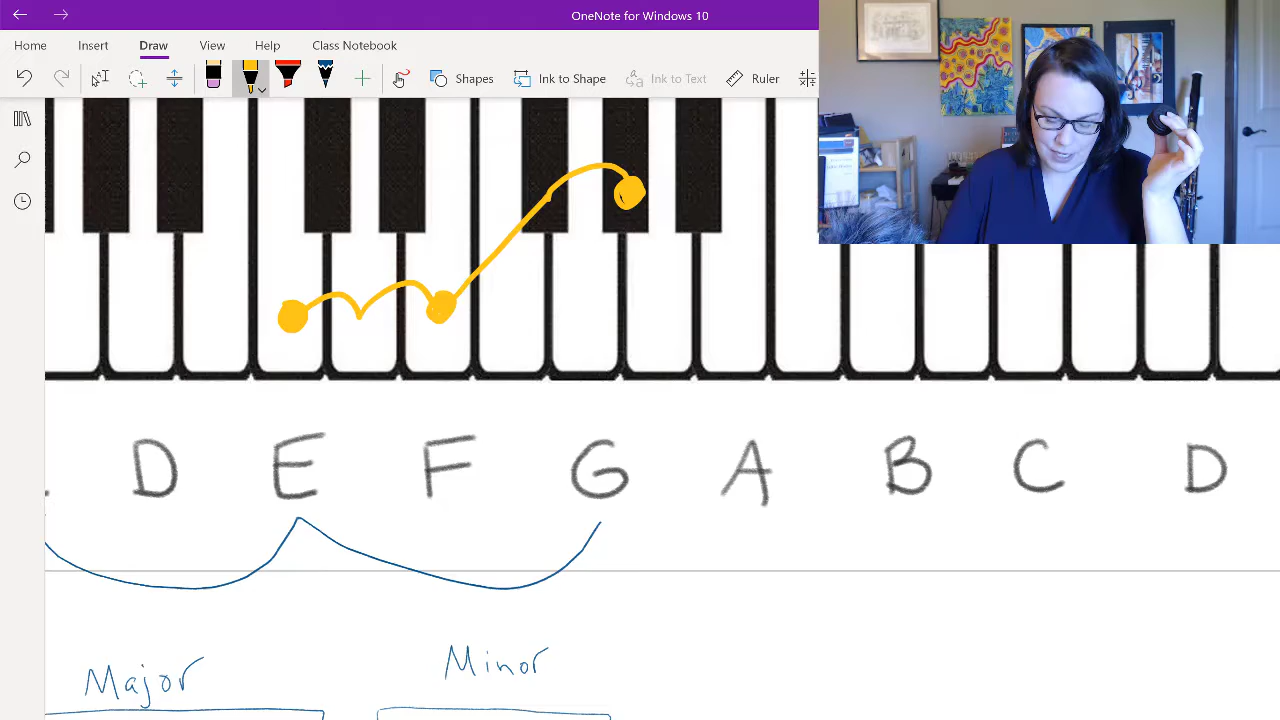 OneNote for Windows 10
Home Insert Draw View Help Class Notebook
Shapes Ink to Shape Ink to Text Ruler
D E F G A B C D
Major Minor